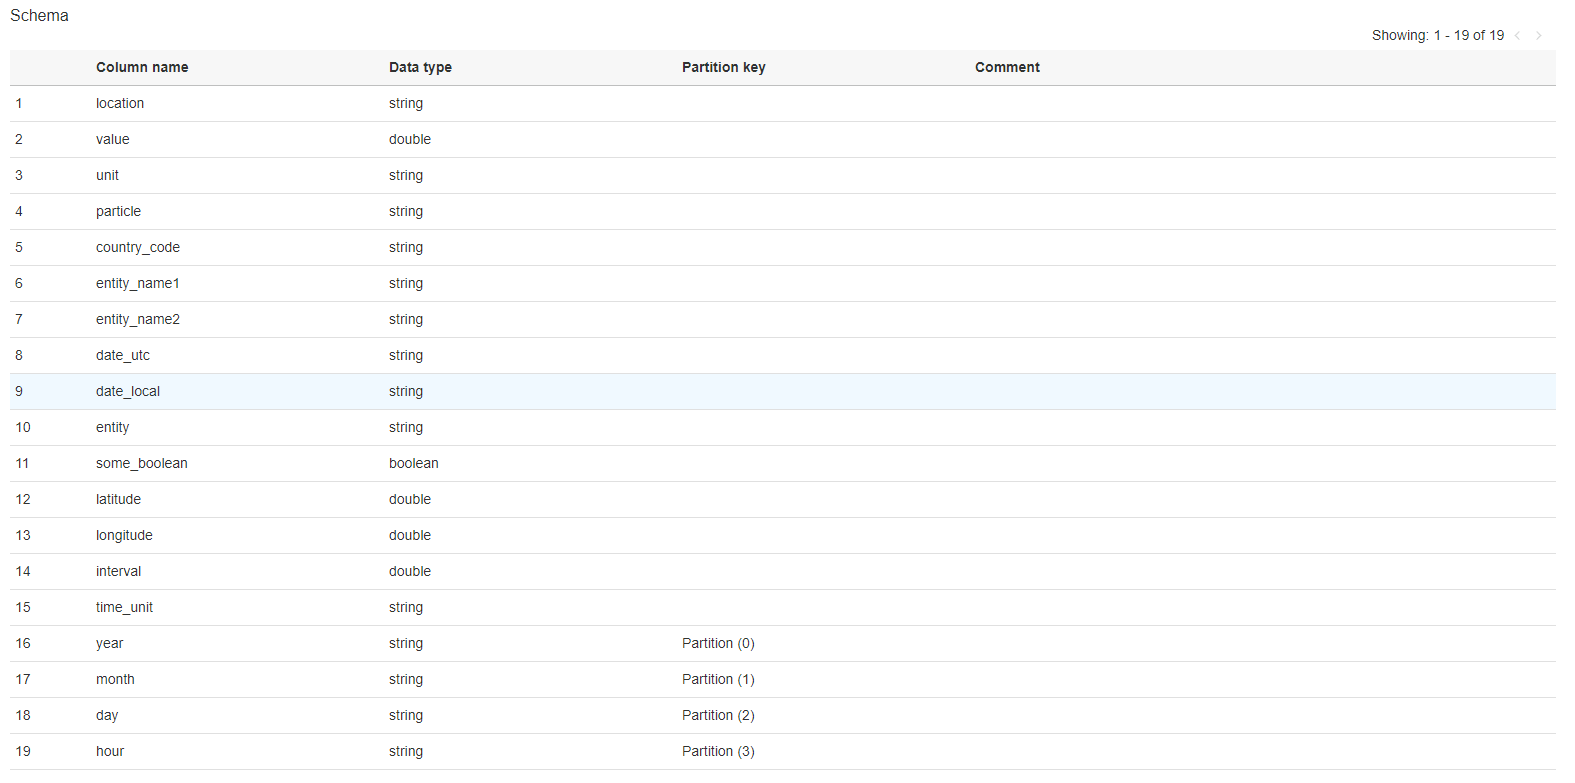 Schema
Showing: 1 - 19 of 19 < >
Column name Data type Partition key Comment
1 location string
2 value double
3 unit string
4 particle string
5 country_code string
6 entity_name1 string
7 entity_name2 string
8 date_utc string
9 date_local string
10 entity string
11 some_boolean boolean
12 latitude double
13 longitude double
14 interval double
15 time_unit string
16 year string Partition (0)
17 month string Partition (1)
18 day string Partition (2)
19 hour string Partition (3)